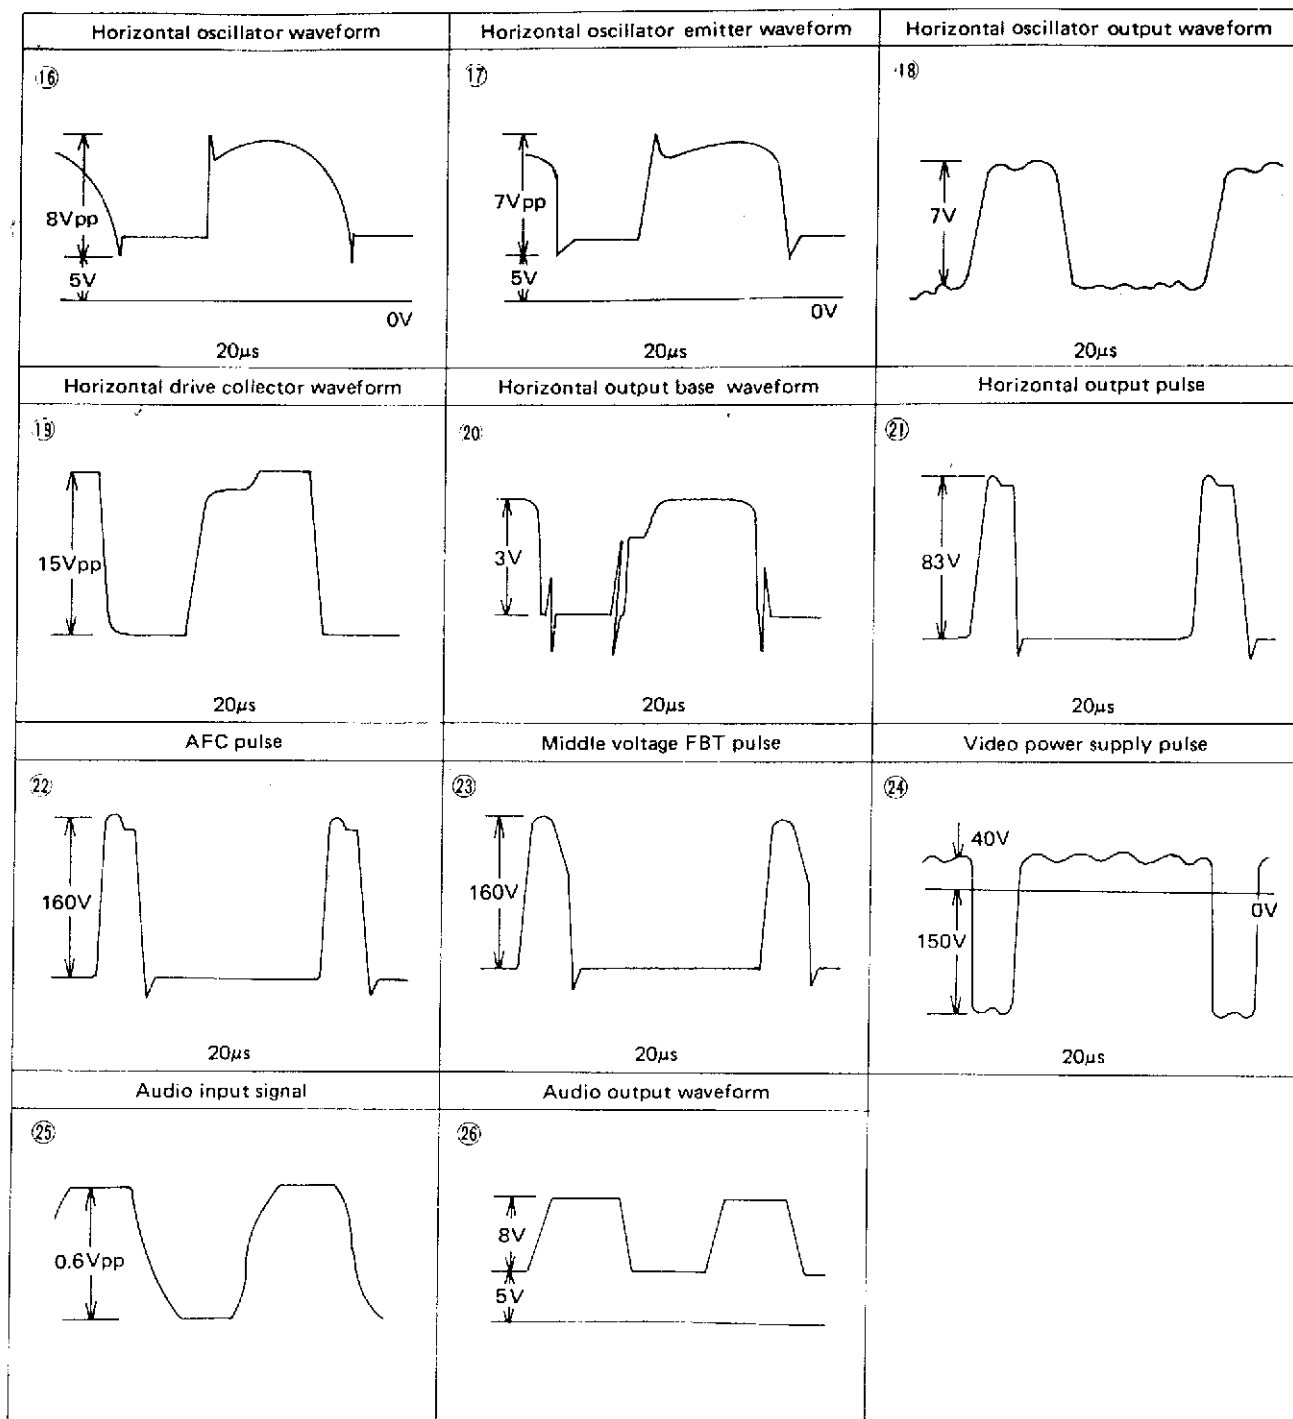 Horizontal oscillator waveform
Horizontal oscillator emitter waveform
Horizontal oscillator output waveform
⑯
8Vpp
5V
0V
20μs
⑰
7Vpp
5V
0V
20μs
⑱
7V
20μs
Horizontal drive collector waveform
Horizontal output base waveform
Horizontal output pulse
⑲
15Vpp
20μs
⑳
3V
20μs
㉑
83V
20μs
AFC pulse
Middle voltage FBT pulse
Video power supply pulse
㉒
160V
20μs
㉓
160V
20μs
㉔
40V
0V
150V
20μs
Audio input signal
Audio output waveform
㉕
0.6Vpp
㉖
8V
5V